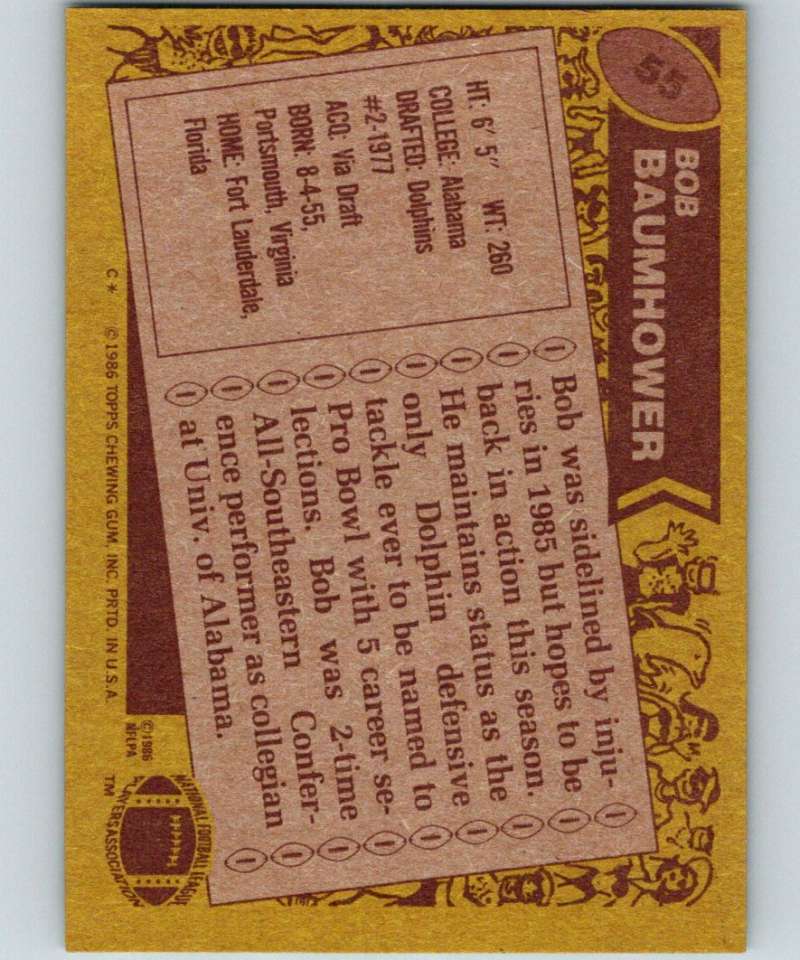 55
BOB
BAUMHOWER
HT: 6' 5" WT: 260
COLLEGE: Alabama
DRAFTED: Dolphins
#2-1977
ACQ: Via Draft
BORN: 8-4-55,
Portsmouth, Virginia
HOME: Fort Lauderdale,
Florida
Bob was sidelined by inju-
ries in 1985 but hopes to be
back in action this season.
He maintains status as the
only Dolphin defensive
tackle ever to be named to
Pro Bowl with 5 career se-
lections. Bob was 2-time
All-Southeastern Confer-
ence performer as collegian
at Univ. of Alabama.
C* ©1986 TOPPS CHEWING GUM, INC. PRTD. IN U.S.A.
©1986
NFLPA
NATIONAL FOOTBALL LEAGUE
PLAYERS ASSOCIATION
TM